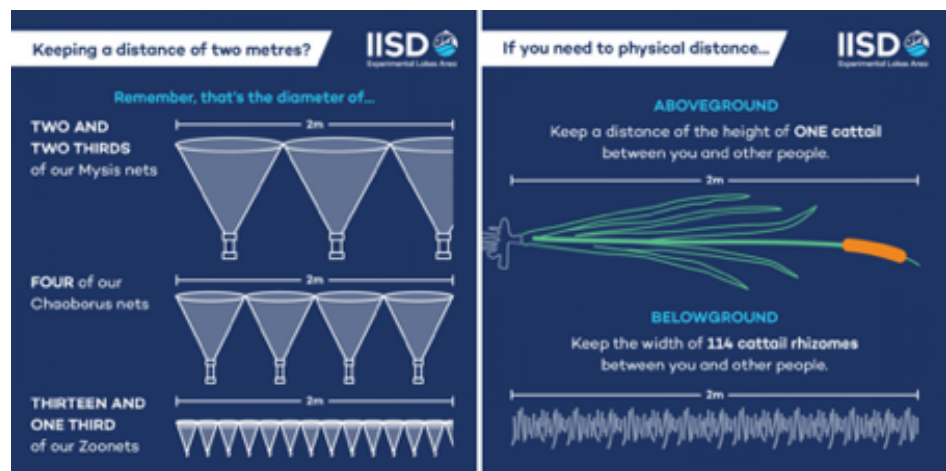 Keeping a distance of two metres?
IISD
Experimental Lakes Area
Remember, that's the diameter of...
TWO AND
TWO THIRDS
of our Mysis nets
2m
FOUR of our
Chaoborus nets
2m
THIRTEEN AND
ONE THIRD
of our Zoonets
2m
If you need to physical distance...
IISD
Experimental Lakes Area
ABOVEGROUND
Keep a distance of the height of ONE cattail
between you and other people.
2m
BELOWGROUND
Keep the width of 114 cattail rhizomes
between you and other people.
2m